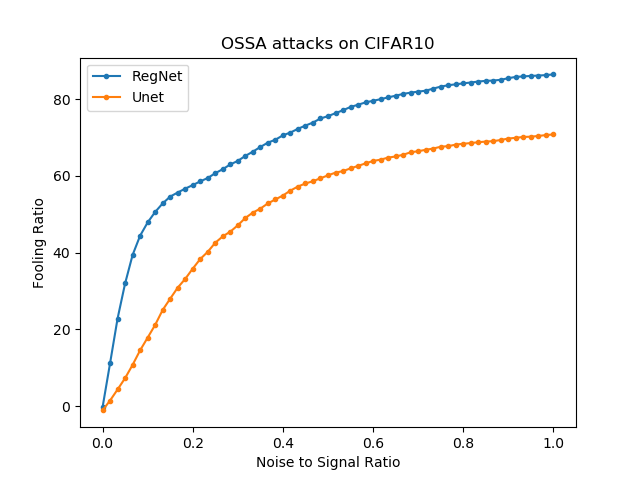 OSSA attacks on CIFAR10
RegNet
Unet
80
60
40
20
0
Fooling Ratio
0.0 0.2 0.4 0.6 0.8 1.0
Noise to Signal Ratio